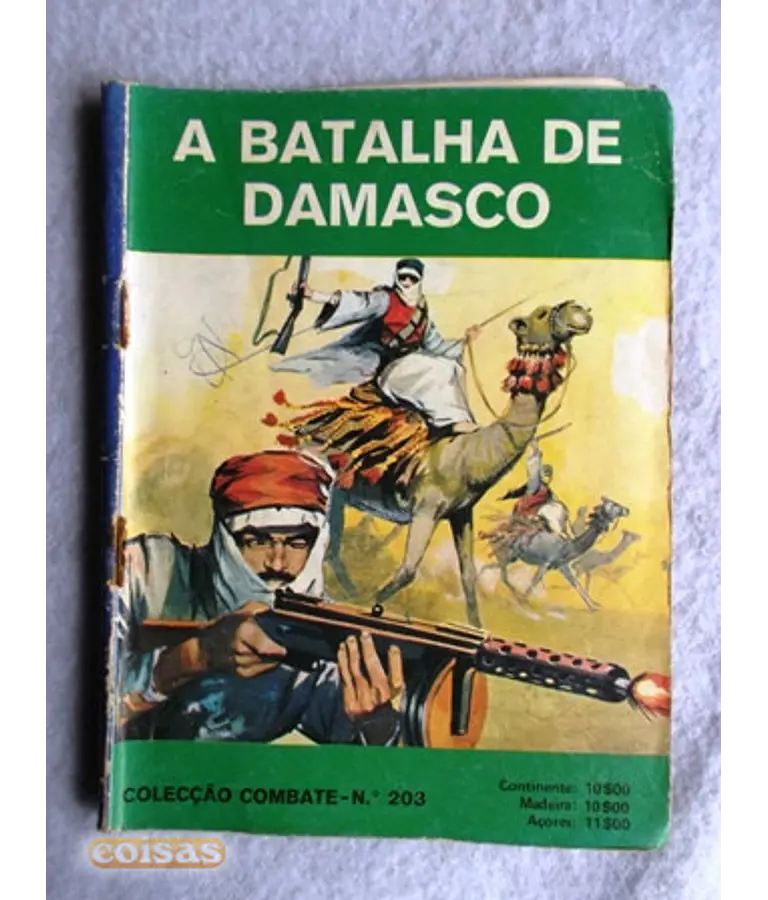 A BATALHA DE
DAMASCO
COLECÇÃO COMBATE-N.º 203
Continente: 10$00
Madeira: 10$00
Açores: 11$00
coisas